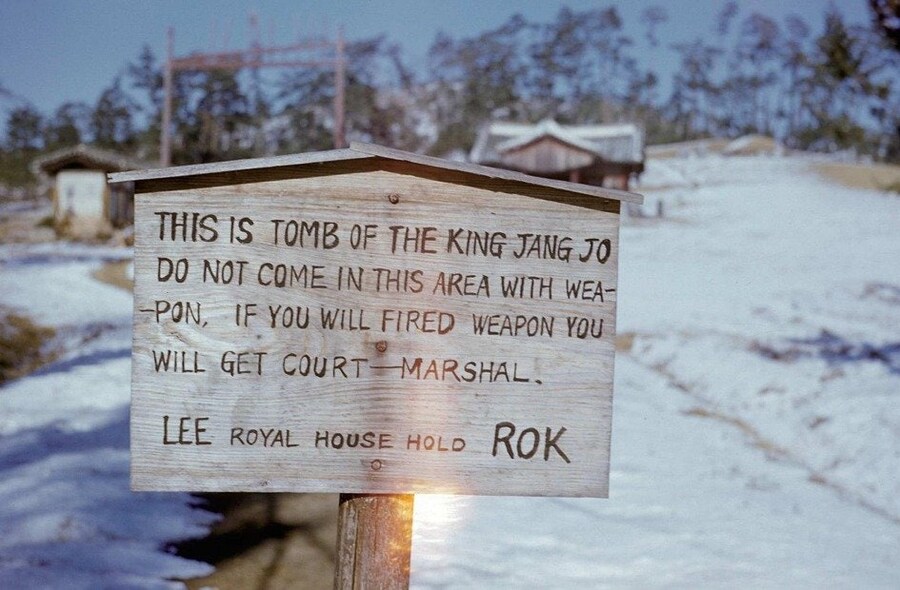 THIS IS TOMB OF THE KING JANG JO
DO NOT COME IN THIS AREA WITH WEA-
-PON. IF YOU WILL FIRED WEAPON YOU
WILL GET COURT—MARSHAL.
LEE ROYAL HOUSE HOLD ROK